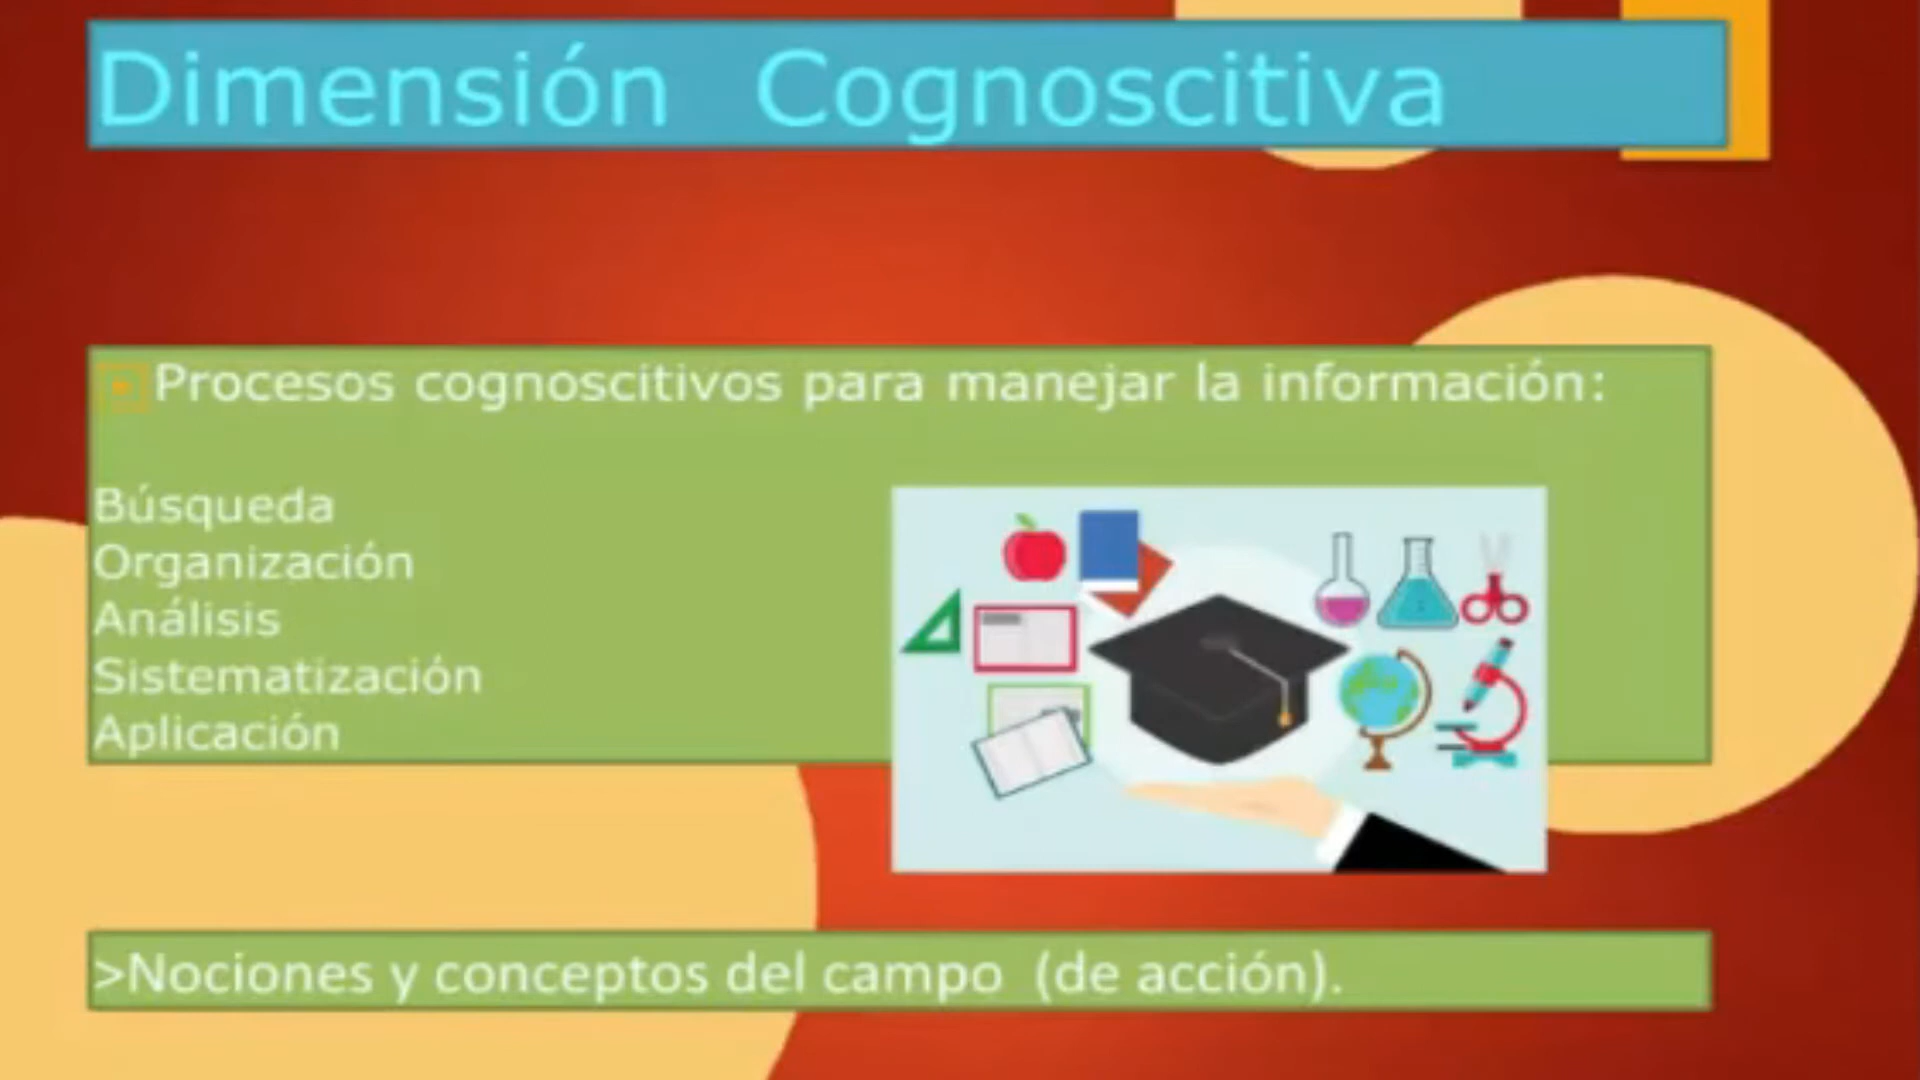 Dimensión Cognoscitiva
Procesos cognoscitivos para manejar la información:
Búsqueda
Organización
Análisis
Sistematización
Aplicación
>Nociones y conceptos del campo (de acción).